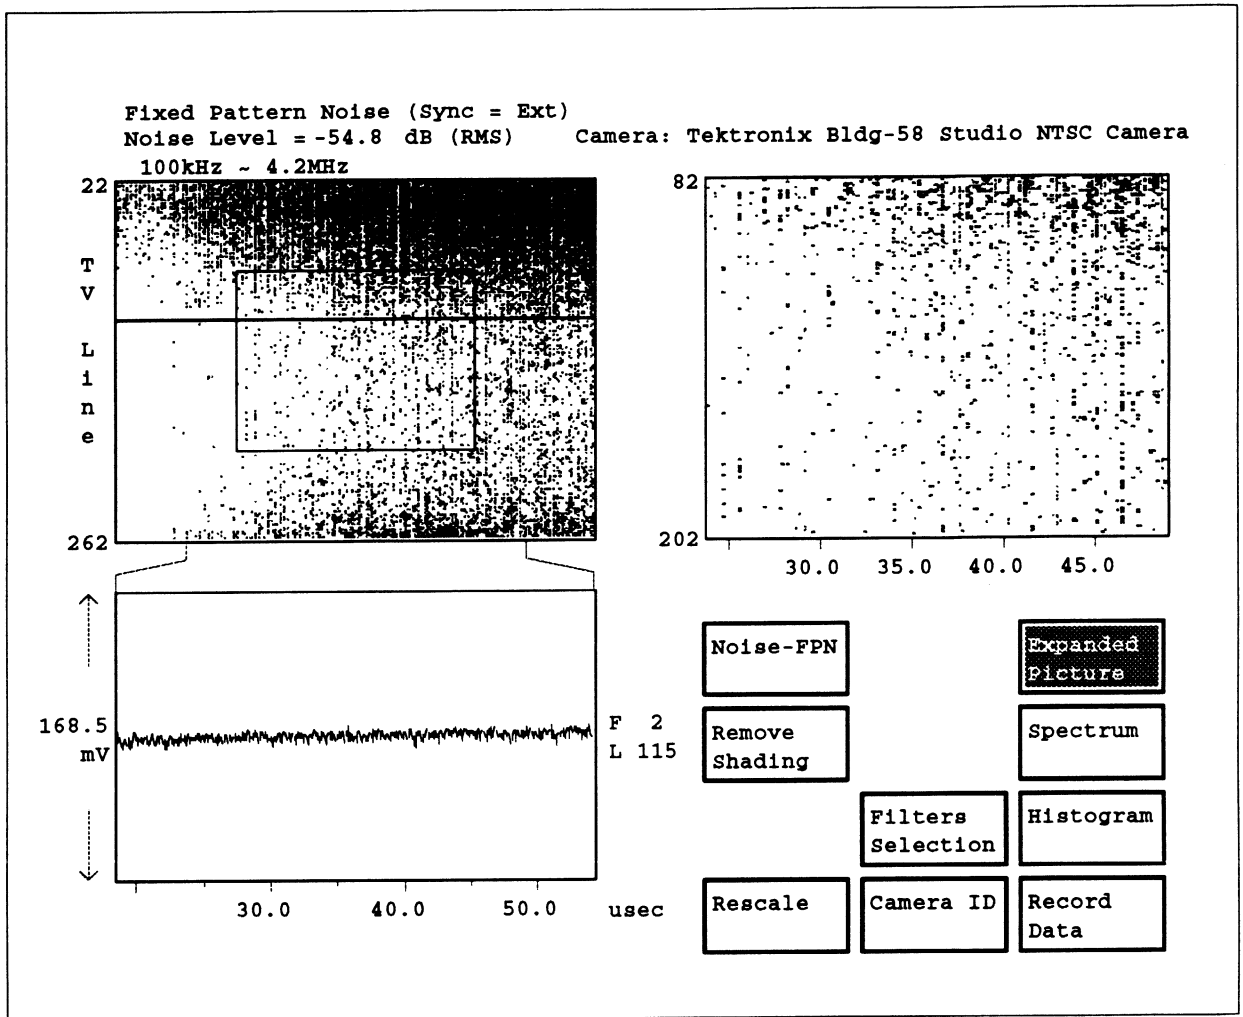 Fixed Pattern Noise (Sync = Ext)
Noise Level = -54.8 dB (RMS)
Camera: Tektronix Bldg-58 Studio NTSC Camera
100kHz ~ 4.2MHz
22
TV Line
262
82
202
30.0 35.0 40.0 45.0
168.5
mV
F 2
L 115
30.0 40.0 50.0 usec
Noise-FPN
Expanded
Picture
Remove
Shading
Spectrum
Filters
Selection
Histogram
Rescale
Camera ID
Record
Data